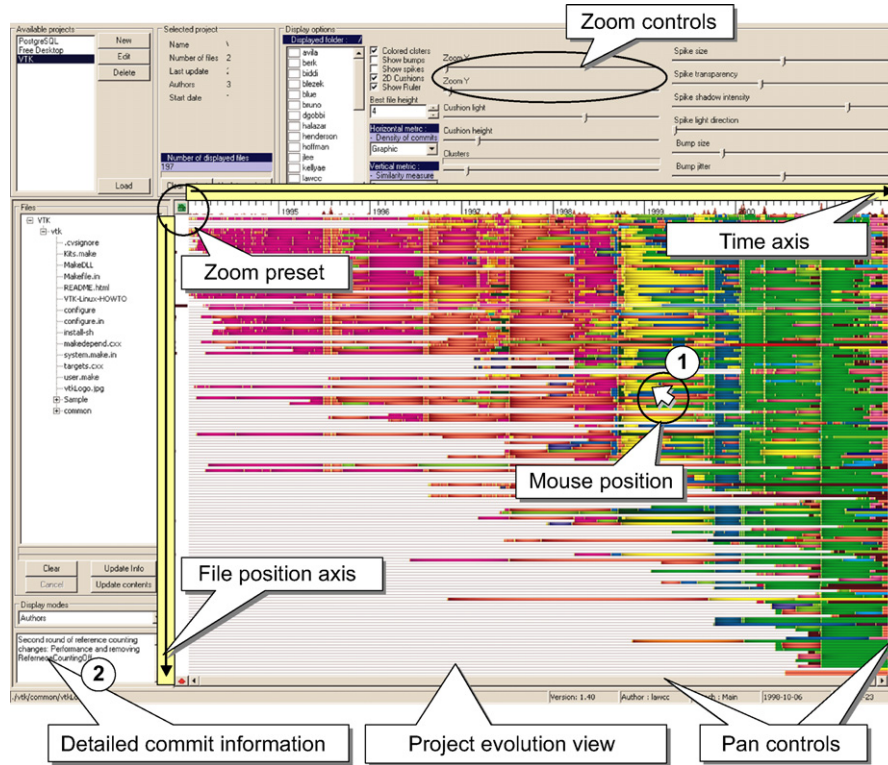 Available projects
PostgreSQL
Free Desktop
VTK
New
Edit
Delete
Load
Selected project
Name
Number of files 2
Last update
Authors 3
Start date
Number of displayed files
197
Display options
Displayed folder : /
avila
berk
biddi
blezek
blue
bruno
dgobbi
halazar
henderson
hoffman
jlee
kellyae
lawcc
Colored clsters
Show bumps
Show spikes
2D Cushions
Show Ruler
Best file height
4
Horizontal metric :
- Density of commits
Graphic
Vertical metric :
- Similarity measure
Zoom controls
Zoom X
Zoom Y
Cushion light
Cushion height
Clusters
Spike size
Spike transparency
Spike shadow intensity
Spike light direction
Bump size
Bump jitter
Files
VTK
vtk
.cvsignore
Kits.make
MakeDLL
Makefile.in
README.html
VTK-Linux-HOWTO
configure
configure.in
install-sh
makedepend.cxx
system.make.in
targets.cxx
user.make
vtkLogo.jpg
Sample
common
1995
1996
1992
1998
1999
Time axis
Zoom preset
1
Mouse position
Clear
Update Info
Cancel
Update contents
File position axis
Display modes
Authors
Second round of reference counting
changes: Performance and removing
2
Version: 1.40
Author : lawcc
: Main
1998-10-06
-23
Detailed commit information
Project evolution view
Pan controls